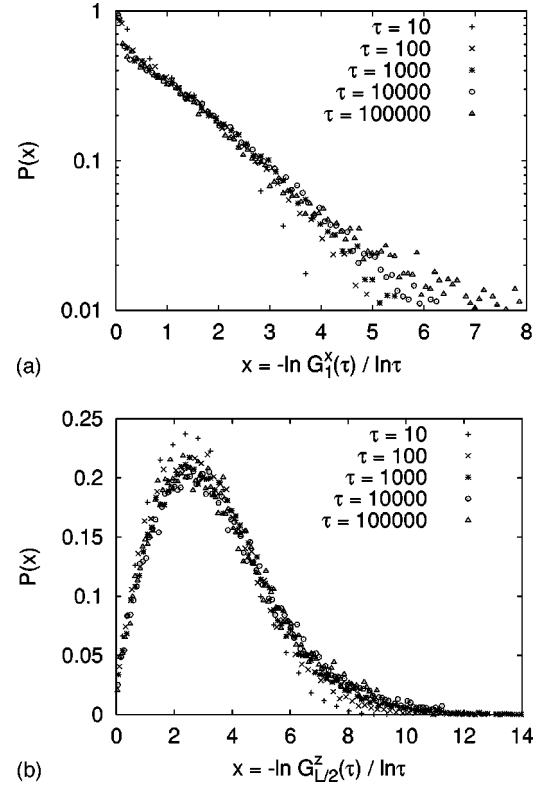 1
0.1
0.01
P(x)
τ = 10
τ = 100
τ = 1000
τ = 10000
τ = 100000
0 1 2 3 4 5 6 7 8
(a) x = -ln G₁ˣ(τ) / lnτ
0.25
0.2
0.15
0.1
0.05
0
P(x)
τ = 10
τ = 100
τ = 1000
τ = 10000
τ = 100000
0 2 4 6 8 10 12 14
(b) x = -ln G_{L/2}^z(τ) / lnτ